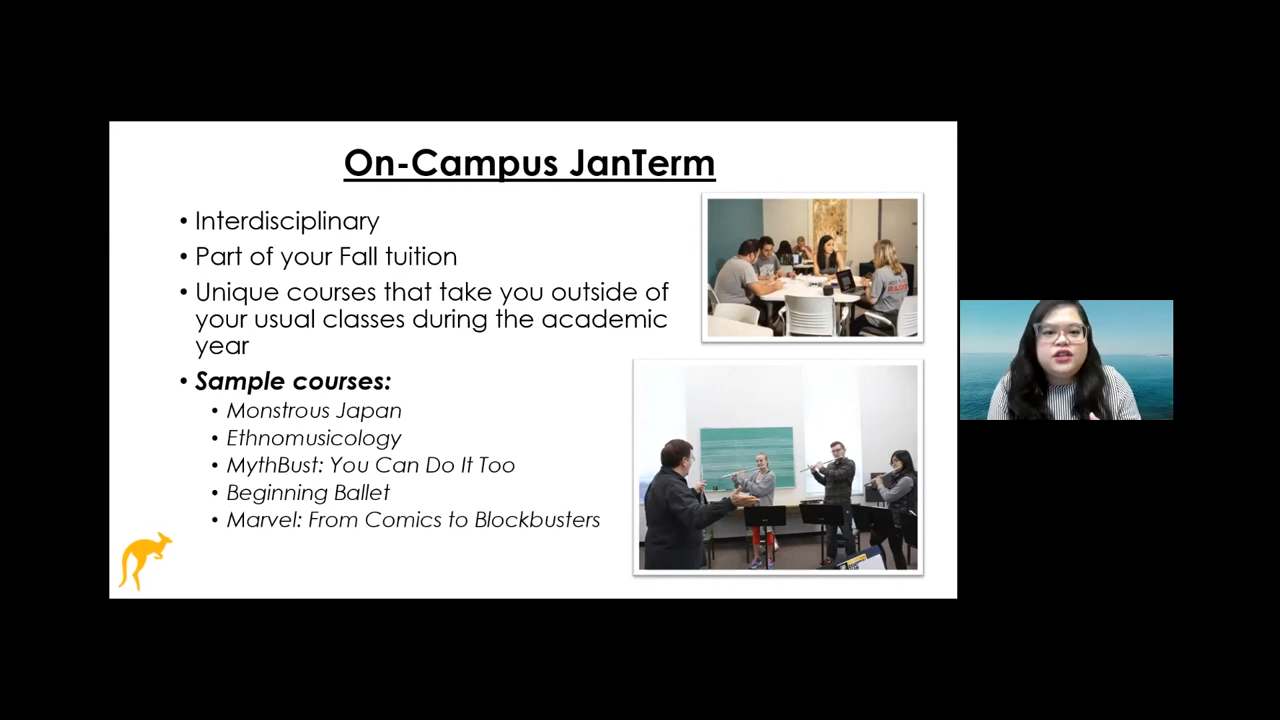 On-Campus JanTerm
• Interdisciplinary
• Part of your Fall tuition
• Unique courses that take you outside of
your usual classes during the academic
year
• Sample courses:
• Monstrous Japan
• Ethnomusicology
• MythBust: You Can Do It Too
• Beginning Ballet
• Marvel: From Comics to Blockbusters